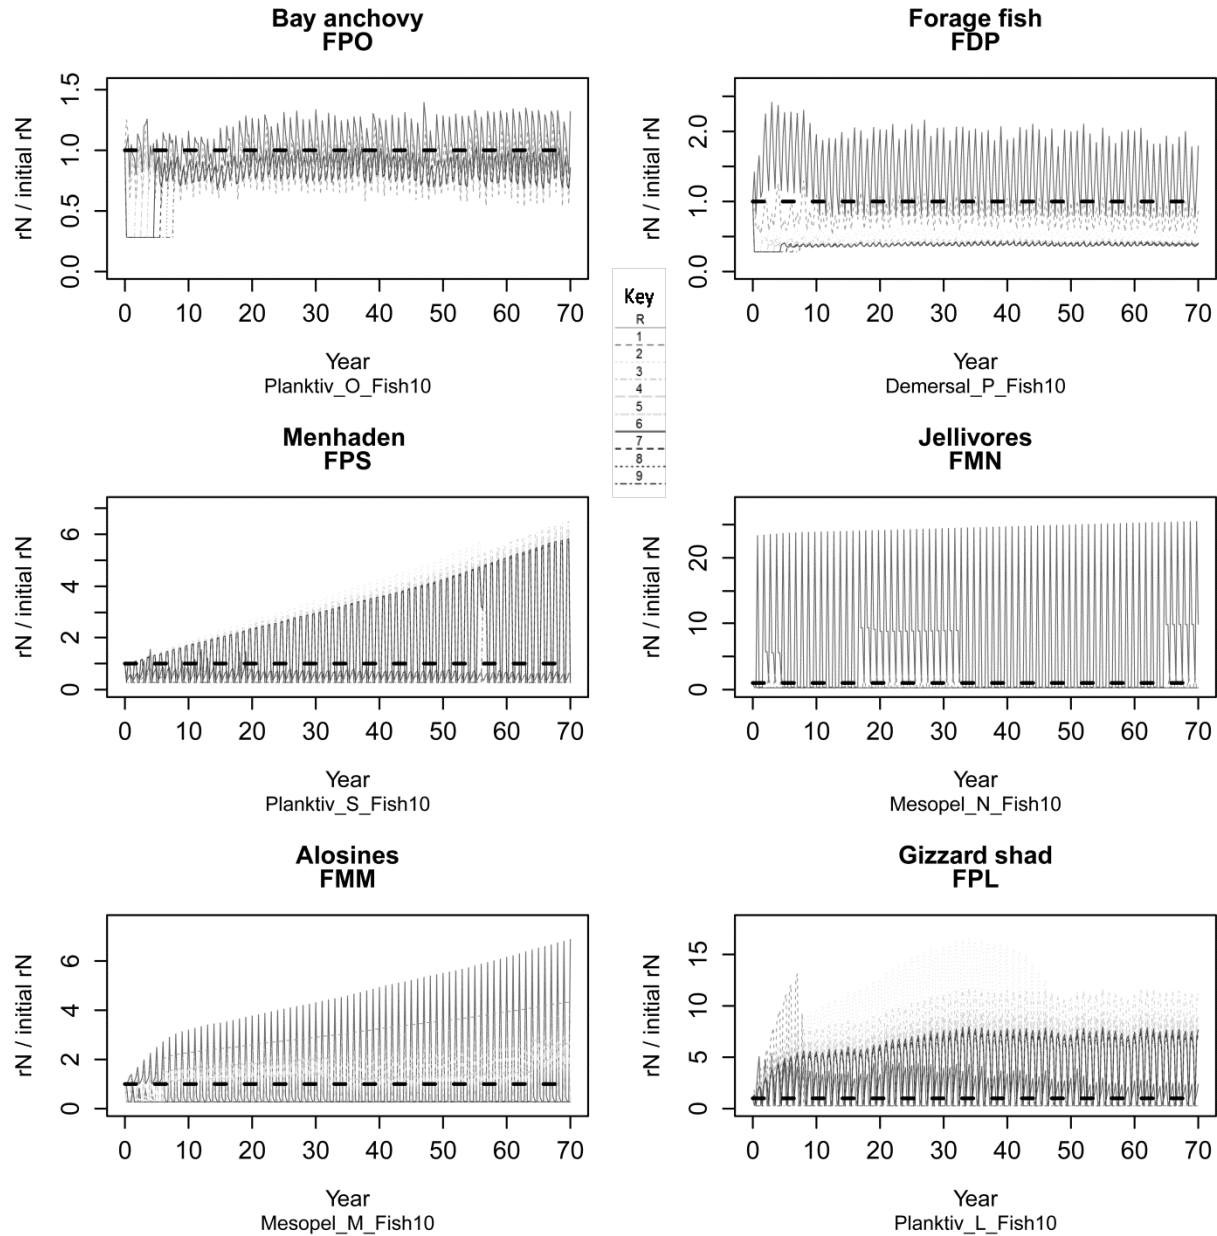 Bay anchovy
FPO
rN / initial rN
1.5
1.0
0.5
0.0
0 10 20 30 40 50 60 70
Year
Planktiv_O_Fish10
Forage fish
FDP
rN / initial rN
2.0
1.0
0.0
0 10 20 30 40 50 60 70
Year
Demersal_P_Fish10
Key
R
1
2
3
4
5
6
7
8
9
Menhaden
FPS
rN / initial rN
6
4
2
0
0 10 20 30 40 50 60 70
Year
Planktiv_S_Fish10
Jellivores
FMN
rN / initial rN
20
10
0
0 10 20 30 40 50 60 70
Year
Mesopel_N_Fish10
Alosines
FMM
rN / initial rN
6
4
2
0
0 10 20 30 40 50 60 70
Year
Mesopel_M_Fish10
Gizzard shad
FPL
rN / initial rN
15
10
5
0
0 10 20 30 40 50 60 70
Year
Planktiv_L_Fish10